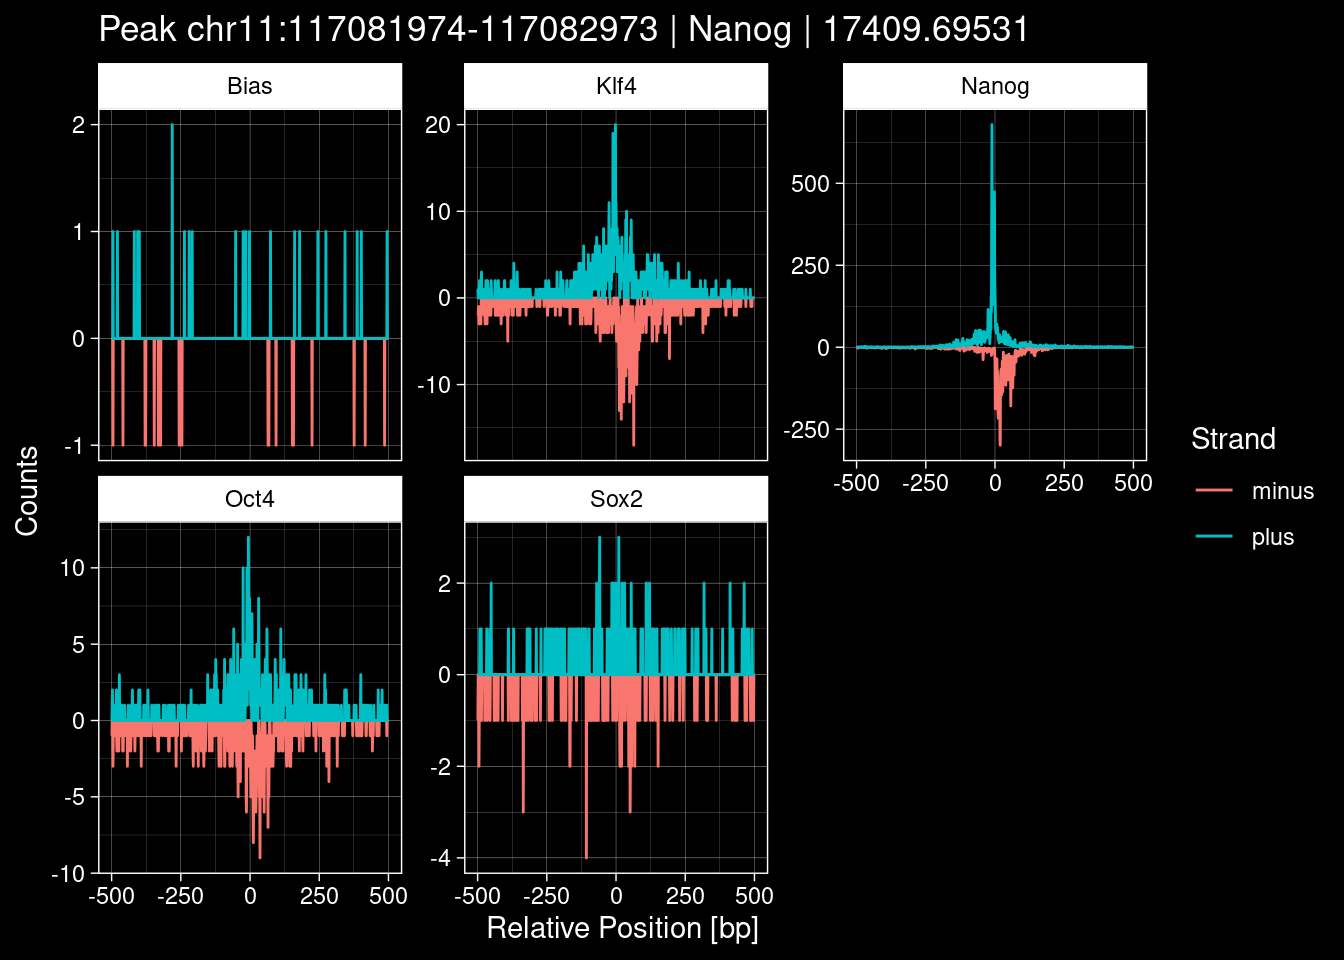 Peak chr11:117081974-117082973 | Nanog | 17409.69531
Bias
Klf4
Nanog
2
1
0
-1
20
10
0
-10
500
250
0
-250
-500 -250 0 250 500
Oct4
Sox2
10
5
0
-5
-10
2
0
-2
-4
-500 -250 0 250 500
-500 -250 0 250 500
Relative Position [bp]
Counts
Strand
minus
plus